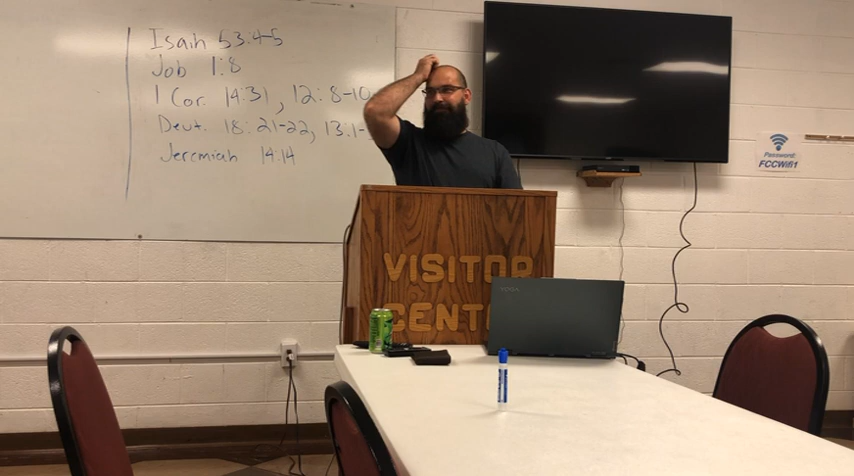 Isaih 53:4-5
Job 1:8
1 Cor. 14:31, 12:8-10
Deut. 18:21-22, 13:1-
Jeremiah 14:14
Password:
FCCWifi1
VISITOR
CENT